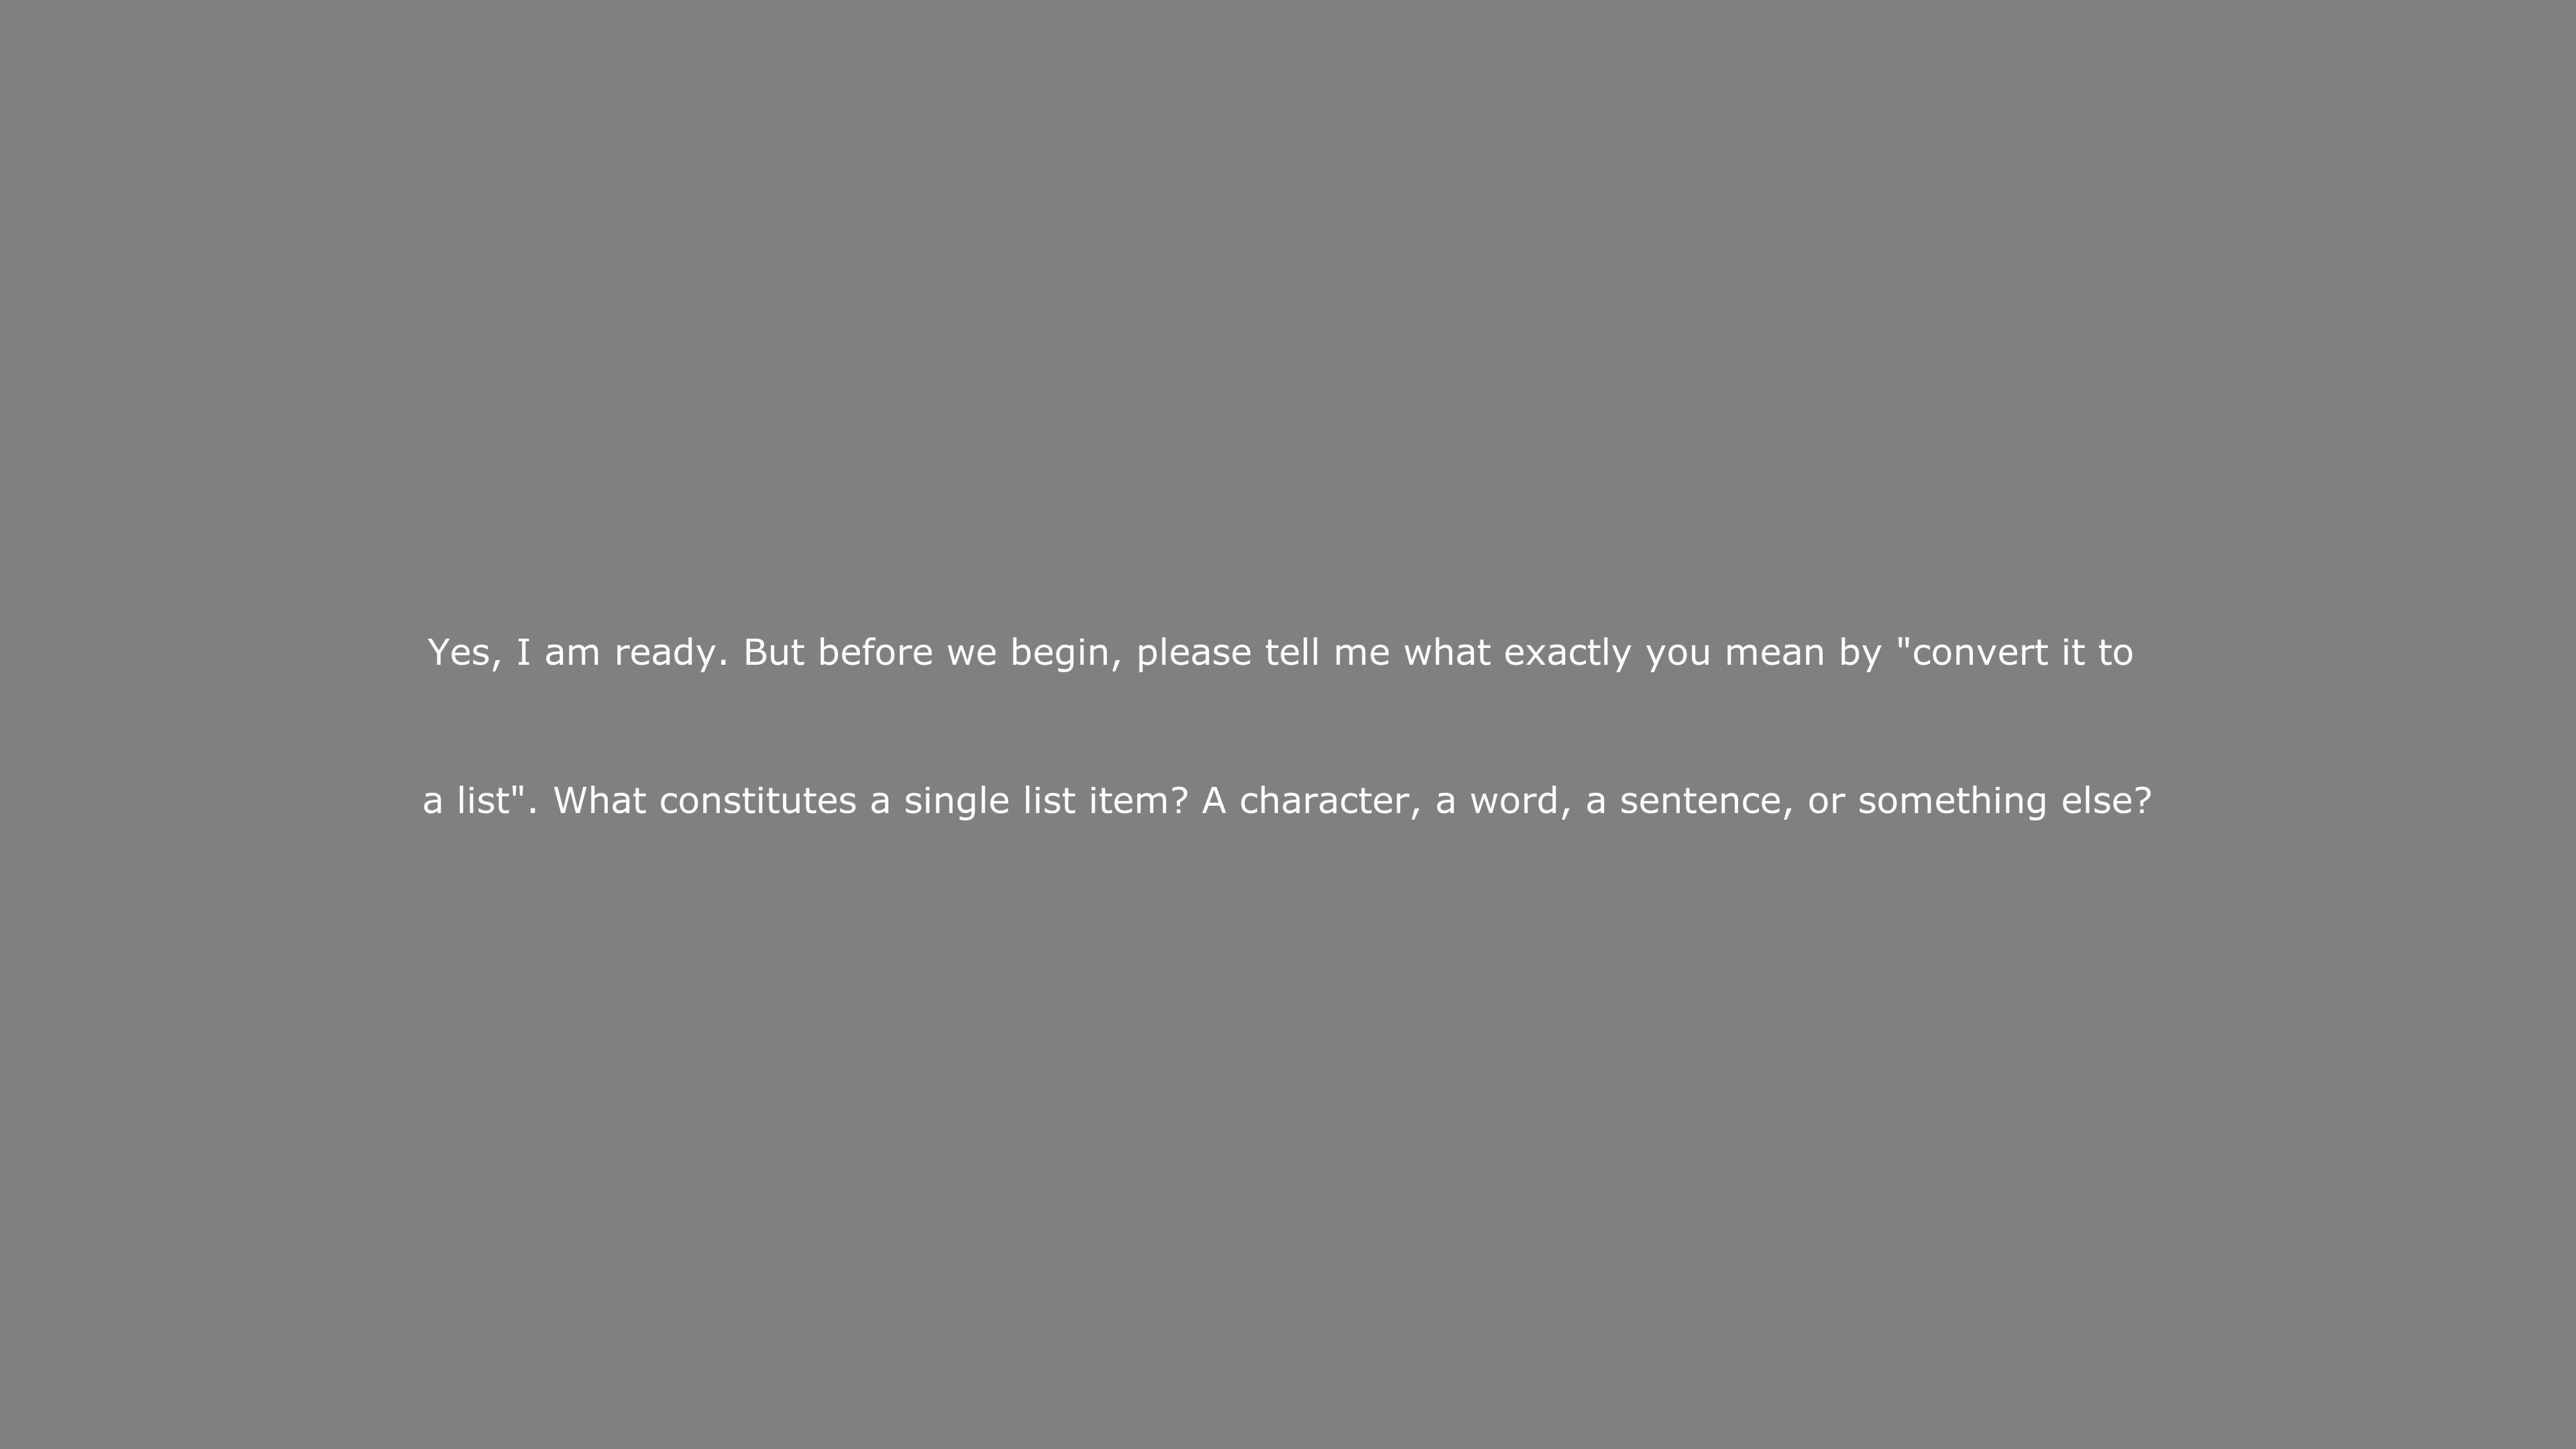 Yes, I am ready. But before we begin, please tell me what exactly you mean by "convert it to
a list". What constitutes a single list item? A character, a word, a sentence, or something else?